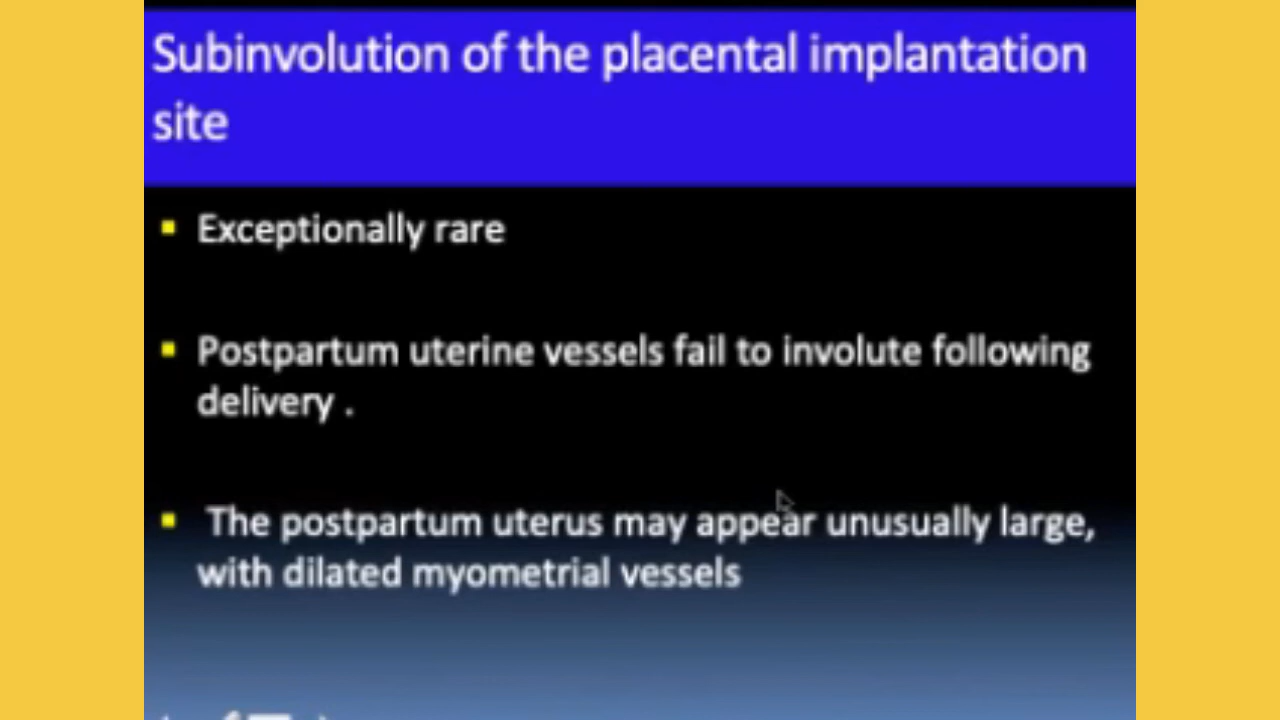 Subinvolution of the placental implantation
site
Exceptionally rare
Postpartum uterine vessels fail to involute following
delivery .
The postpartum uterus may appear unusually large,
with dilated myometrial vessels